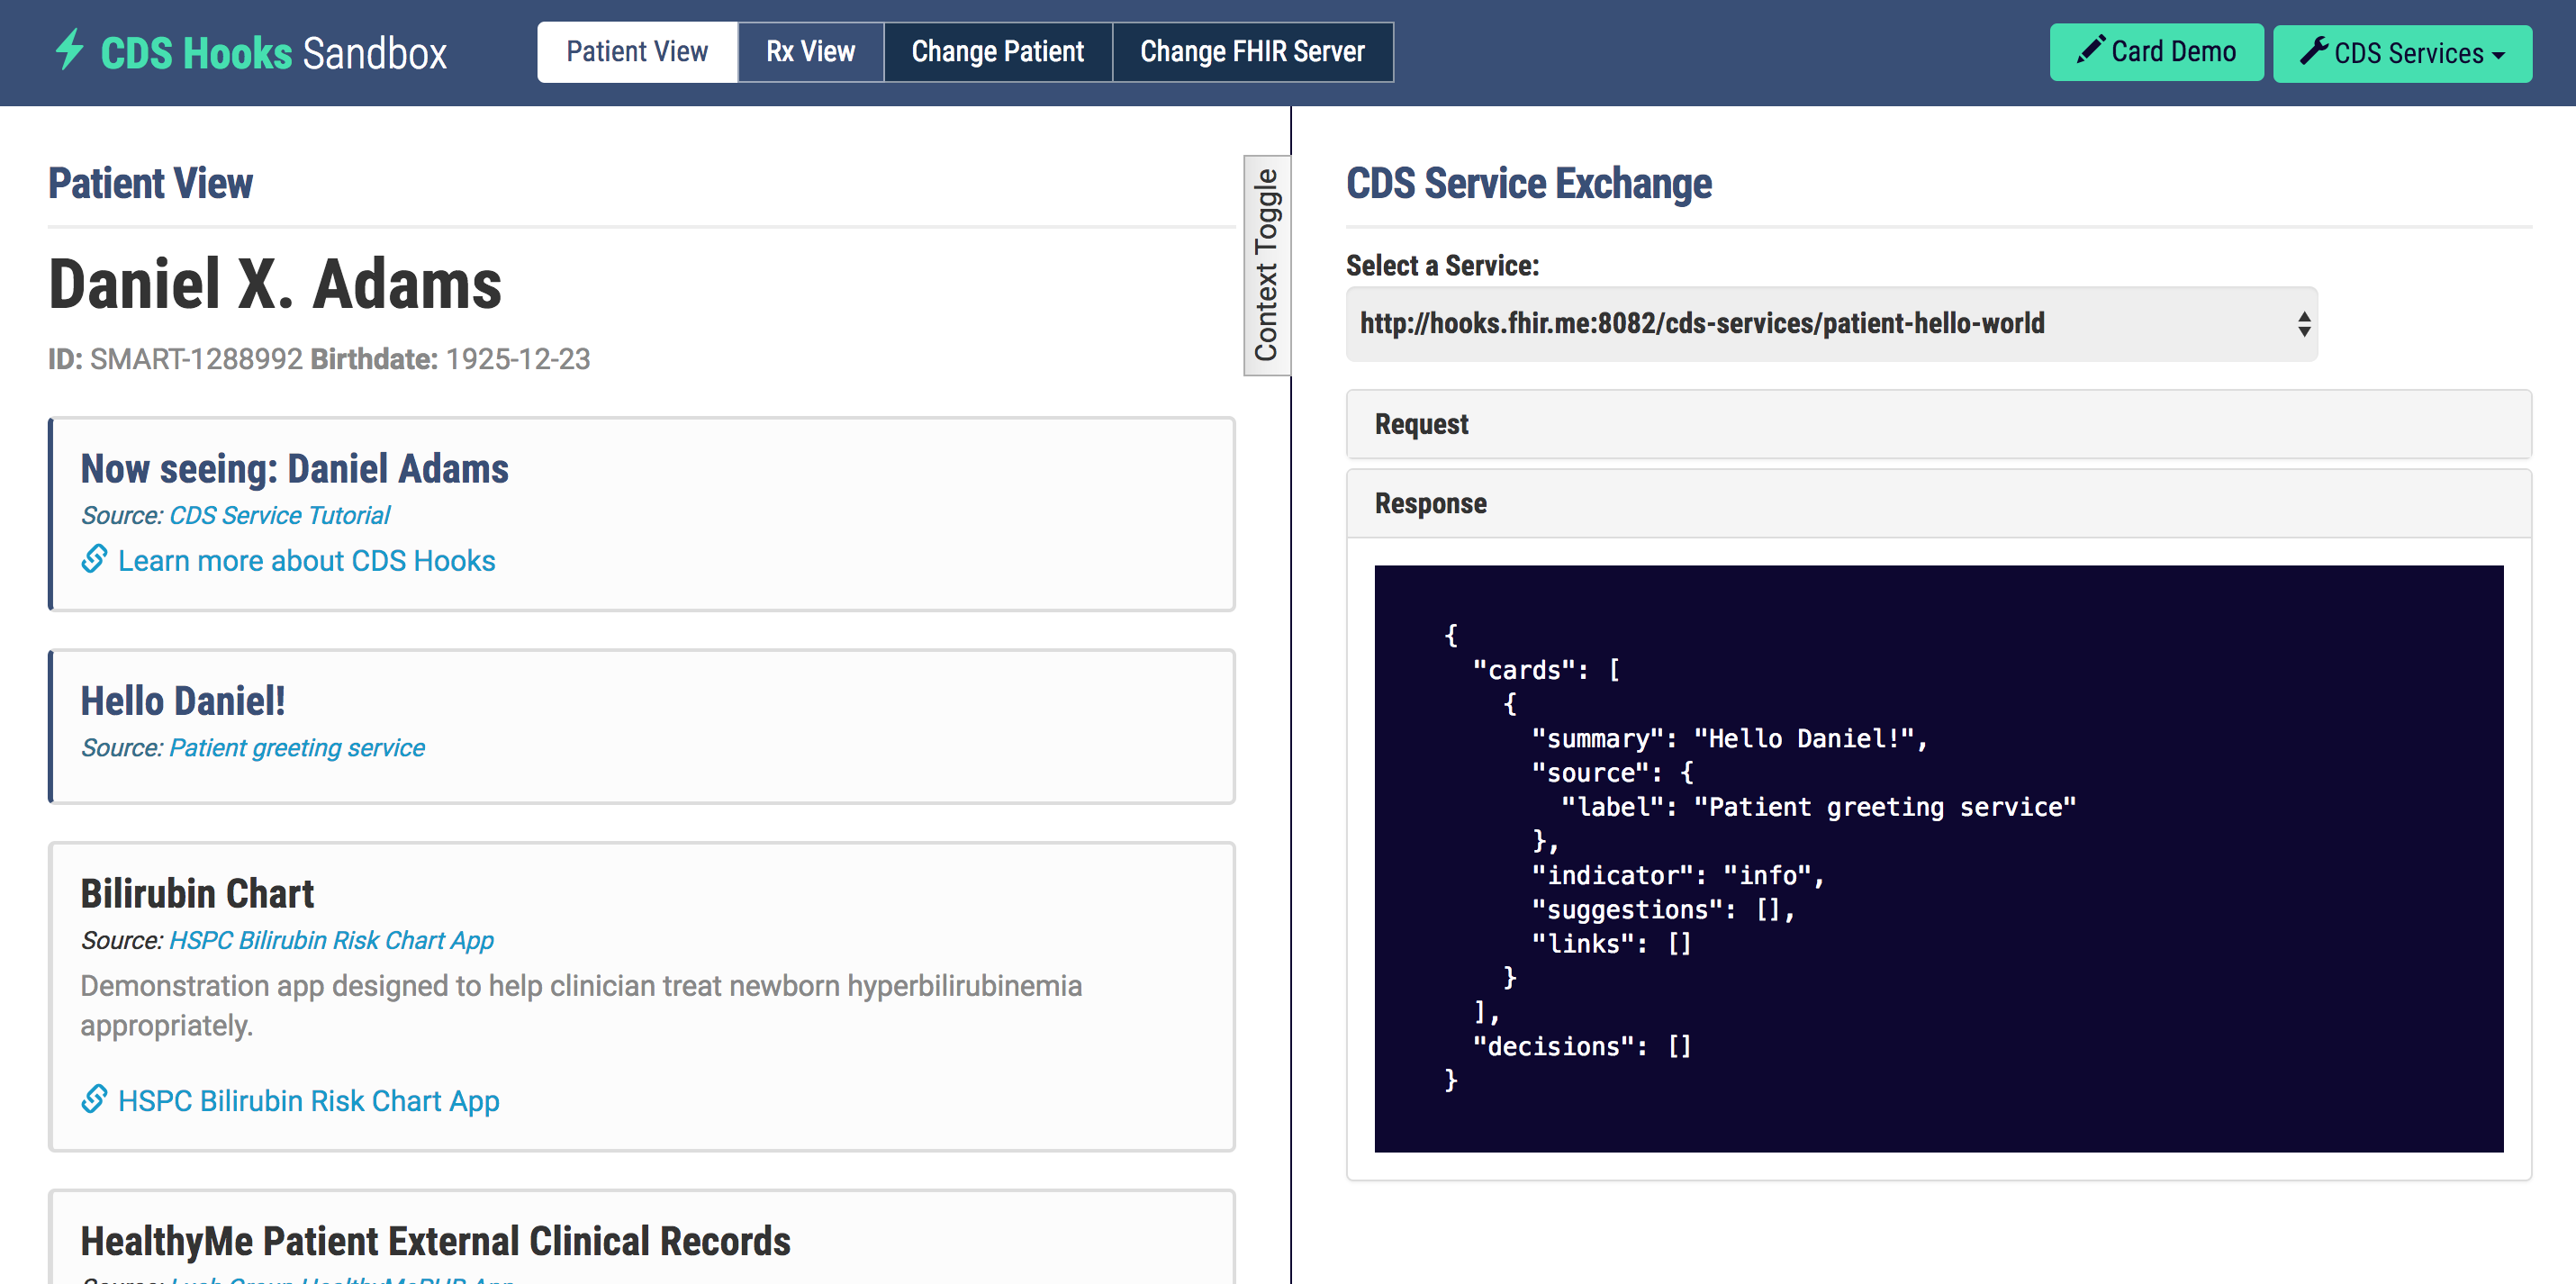 CDS Hooks Sandbox
Patient View
Rx View
Change Patient
Change FHIR Server
Card Demo
CDS Services
Patient View
Daniel X. Adams
ID: SMART-1288992 Birthdate: 1925-12-23
Now seeing: Daniel Adams
Source: CDS Service Tutorial
Learn more about CDS Hooks
Hello Daniel!
Source: Patient greeting service
Bilirubin Chart
Source: HSPC Bilirubin Risk Chart App
Demonstration app designed to help clinician treat newborn hyperbilirubinemia
appropriately.
HSPC Bilirubin Risk Chart App
HealthyMe Patient External Clinical Records
Context Toggle
CDS Service Exchange
Select a Service:
http://hooks.fhir.me:8082/cds-services/patient-hello-world
Request
Response
{
"cards": [
{
"summary": "Hello Daniel!",
"source": {
"label": "Patient greeting service"
},
"indicator": "info",
"suggestions": [],
"links": []
}
],
"decisions": []
}